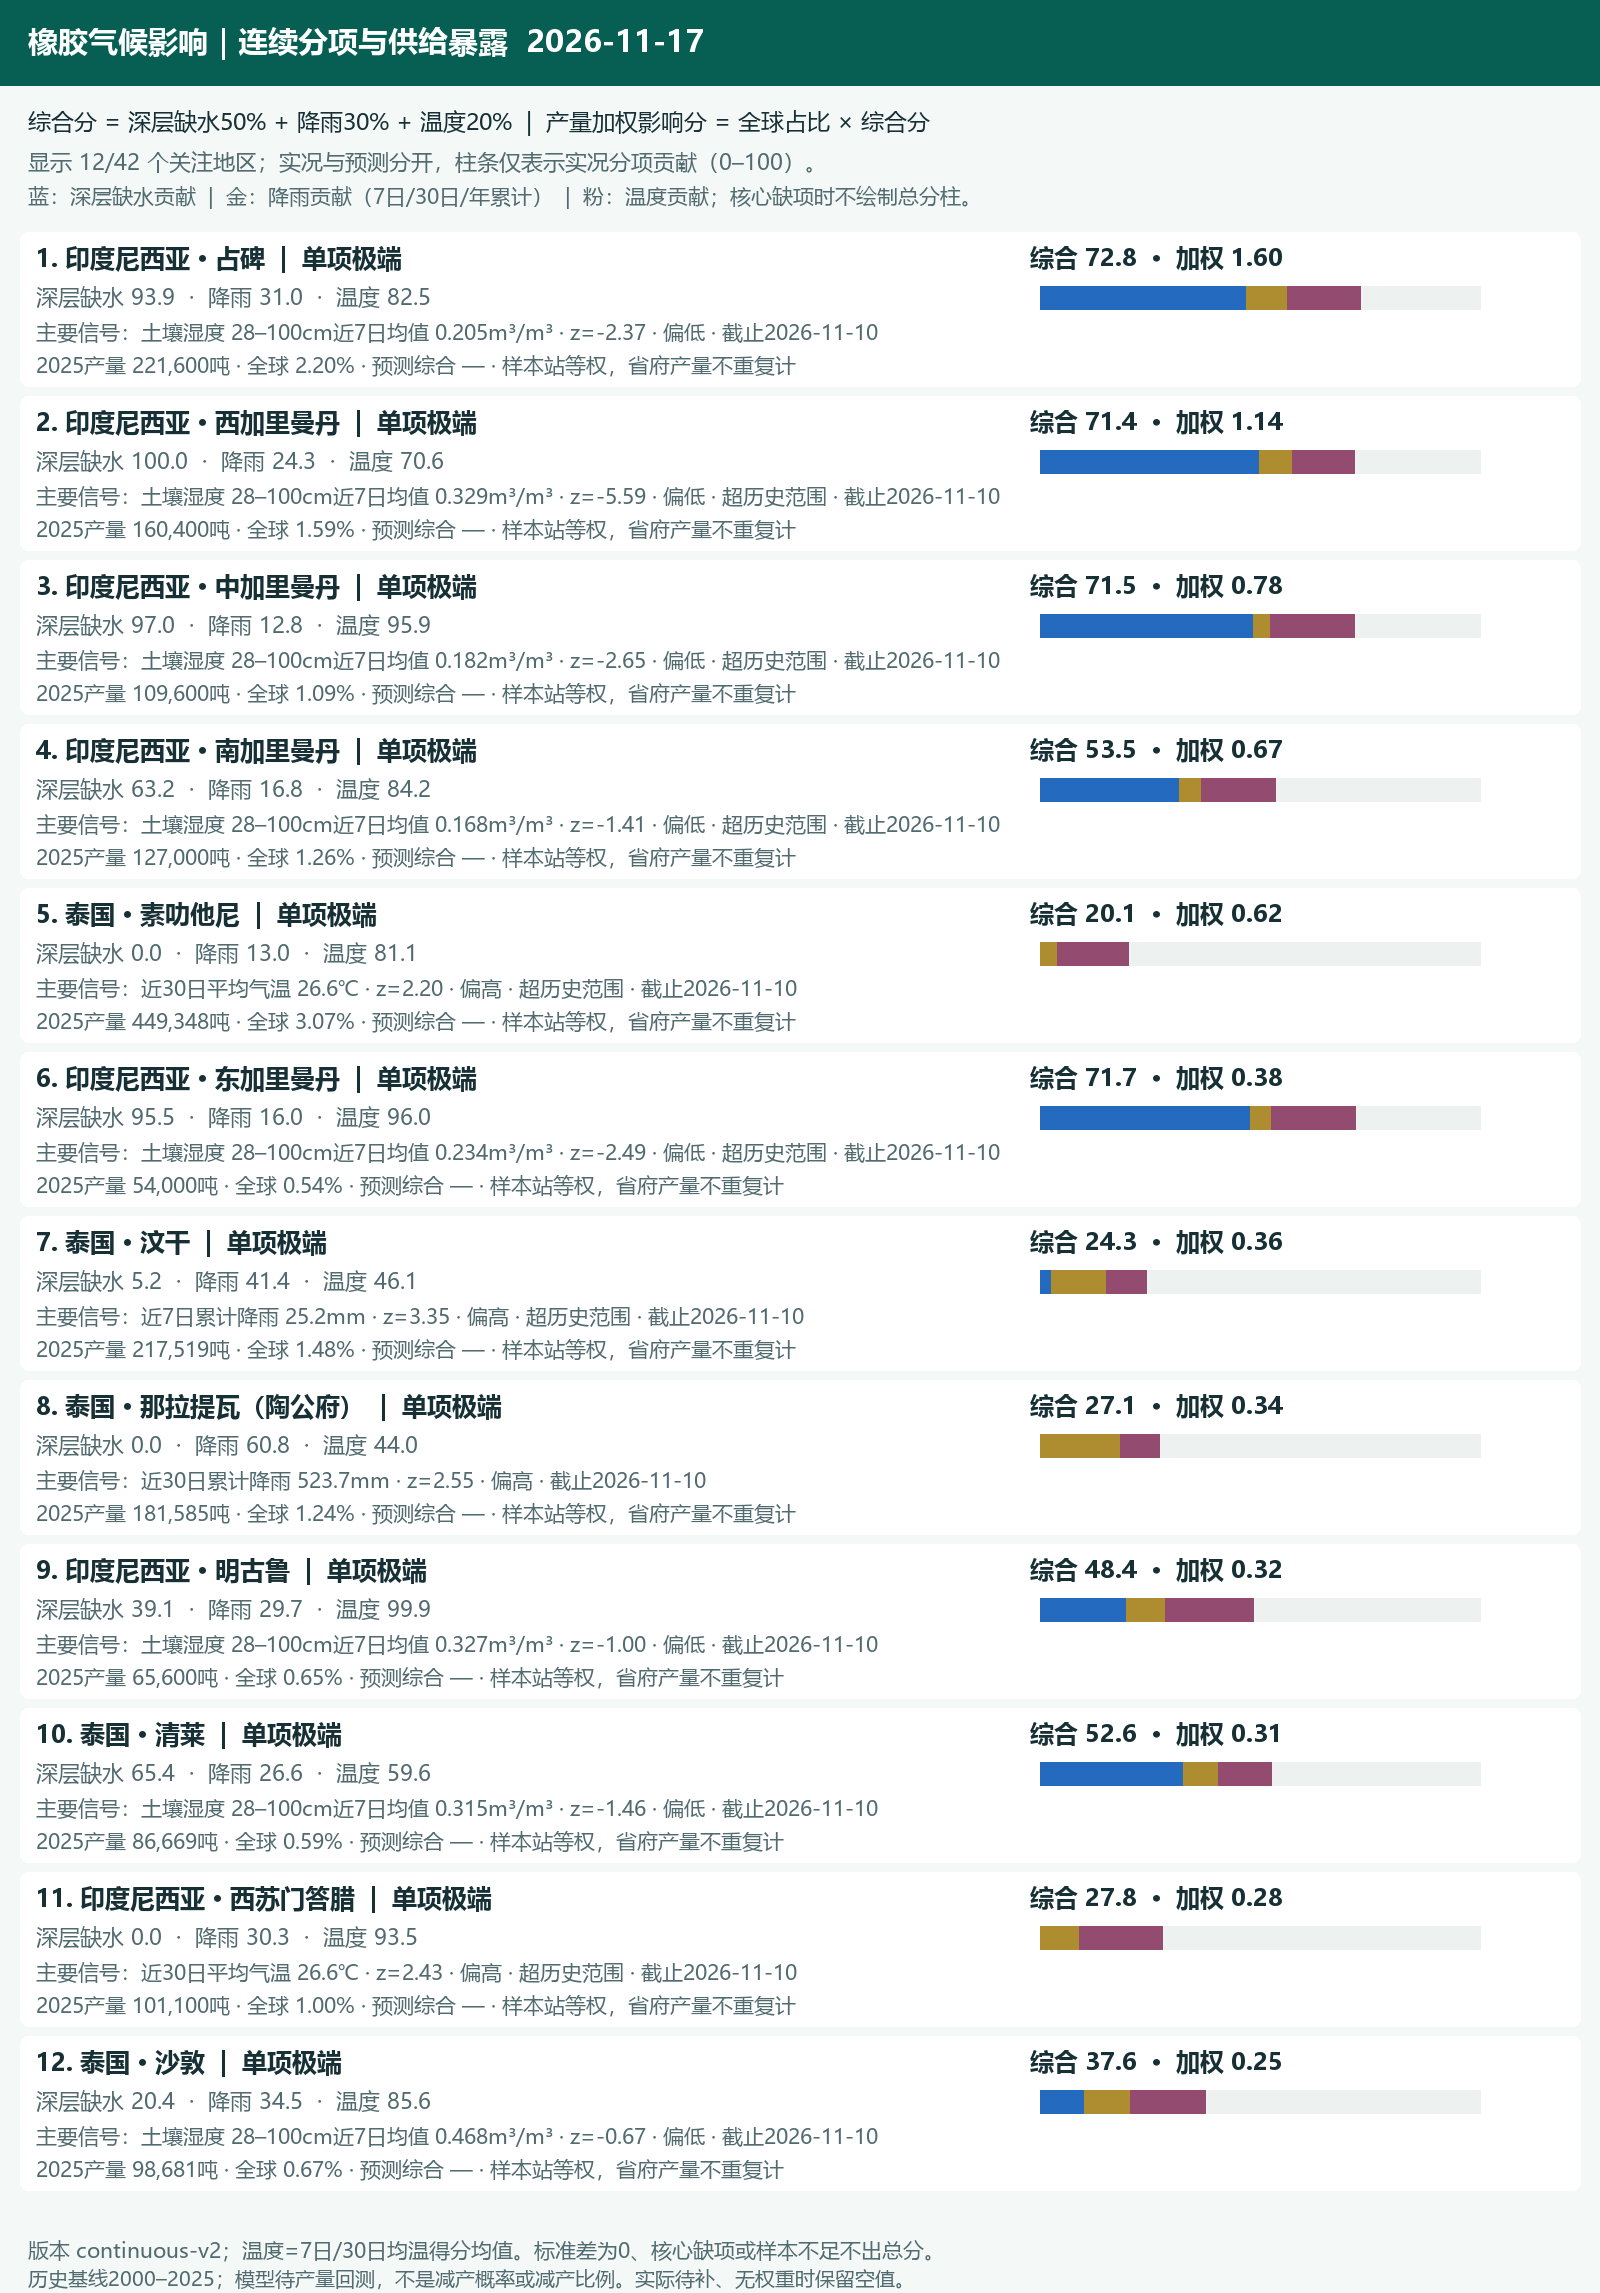 橡胶气候影响 | 连续分项与供给暴露 2026-11-17
综合分 = 深层缺水50% + 降雨30% + 温度20% | 产量加权影响分 = 全球占比 × 综合分
显示 12/42 个关注地区；实况与预测分开，柱条仅表示实况分项贡献（0–100）。
蓝：深层缺水贡献 | 金：降雨贡献（7日/30日/年累计） | 粉：温度贡献；核心缺项时不绘制总分柱。
1. 印度尼西亚 • 占碑 | 单项极端
综合 72.8 • 加权 1.60
深层缺水 93.9 · 降雨 31.0 · 温度 82.5
主要信号：土壤湿度 28–100cm近7日均值 0.205m³/m³ · z=-2.37 · 偏低 · 截止2026-11-10
2025产量 221,600吨 · 全球 2.20% · 预测综合 — · 样本站等权，省府产量不重复计
2. 印度尼西亚 • 西加里曼丹 | 单项极端
综合 71.4 • 加权 1.14
深层缺水 100.0 · 降雨 24.3 · 温度 70.6
主要信号：土壤湿度 28–100cm近7日均值 0.329m³/m³ · z=-5.59 · 偏低 · 超历史范围 · 截止2026-11-10
2025产量 160,400吨 · 全球 1.59% · 预测综合 — · 样本站等权，省府产量不重复计
3. 印度尼西亚 • 中加里曼丹 | 单项极端
综合 71.5 • 加权 0.78
深层缺水 97.0 · 降雨 12.8 · 温度 95.9
主要信号：土壤湿度 28–100cm近7日均值 0.182m³/m³ · z=-2.65 · 偏低 · 超历史范围 · 截止2026-11-10
2025产量 109,600吨 · 全球 1.09% · 预测综合 — · 样本站等权，省府产量不重复计
4. 印度尼西亚 • 南加里曼丹 | 单项极端
综合 53.5 • 加权 0.67
深层缺水 63.2 · 降雨 16.8 · 温度 84.2
主要信号：土壤湿度 28–100cm近7日均值 0.168m³/m³ · z=-1.41 · 偏低 · 超历史范围 · 截止2026-11-10
2025产量 127,000吨 · 全球 1.26% · 预测综合 — · 样本站等权，省府产量不重复计
5. 泰国 • 素叻他尼 | 单项极端
综合 20.1 • 加权 0.62
深层缺水 0.0 · 降雨 13.0 · 温度 81.1
主要信号：近30日平均气温 26.6℃ · z=2.20 · 偏高 · 超历史范围 · 截止2026-11-10
2025产量 449,348吨 · 全球 3.07% · 预测综合 — · 样本站等权，省府产量不重复计
6. 印度尼西亚 • 东加里曼丹 | 单项极端
综合 71.7 • 加权 0.38
深层缺水 95.5 · 降雨 16.0 · 温度 96.0
主要信号：土壤湿度 28–100cm近7日均值 0.234m³/m³ · z=-2.49 · 偏低 · 超历史范围 · 截止2026-11-10
2025产量 54,000吨 · 全球 0.54% · 预测综合 — · 样本站等权，省府产量不重复计
7. 泰国 • 汶干 | 单项极端
综合 24.3 • 加权 0.36
深层缺水 5.2 · 降雨 41.4 · 温度 46.1
主要信号：近7日累计降雨 25.2mm · z=3.35 · 偏高 · 超历史范围 · 截止2026-11-10
2025产量 217,519吨 · 全球 1.48% · 预测综合 — · 样本站等权，省府产量不重复计
8. 泰国 • 那拉提瓦（陶公府） | 单项极端
综合 27.1 • 加权 0.34
深层缺水 0.0 · 降雨 60.8 · 温度 44.0
主要信号：近30日累计降雨 523.7mm · z=2.55 · 偏高 · 截止2026-11-10
2025产量 181,585吨 · 全球 1.24% · 预测综合 — · 样本站等权，省府产量不重复计
9. 印度尼西亚 • 明古鲁 | 单项极端
综合 48.4 • 加权 0.32
深层缺水 39.1 · 降雨 29.7 · 温度 99.9
主要信号：土壤湿度 28–100cm近7日均值 0.327m³/m³ · z=-1.00 · 偏低 · 截止2026-11-10
2025产量 65,600吨 · 全球 0.65% · 预测综合 — · 样本站等权，省府产量不重复计
10. 泰国 • 清莱 | 单项极端
综合 52.6 • 加权 0.31
深层缺水 65.4 · 降雨 26.6 · 温度 59.6
主要信号：土壤湿度 28–100cm近7日均值 0.315m³/m³ · z=-1.46 · 偏低 · 截止2026-11-10
2025产量 86,669吨 · 全球 0.59% · 预测综合 — · 样本站等权，省府产量不重复计
11. 印度尼西亚 • 西苏门答腊 | 单项极端
综合 27.8 • 加权 0.28
深层缺水 0.0 · 降雨 30.3 · 温度 93.5
主要信号：近30日平均气温 26.6℃ · z=2.43 · 偏高 · 超历史范围 · 截止2026-11-10
2025产量 101,100吨 · 全球 1.00% · 预测综合 — · 样本站等权，省府产量不重复计
12. 泰国 • 沙敦 | 单项极端
综合 37.6 • 加权 0.25
深层缺水 20.4 · 降雨 34.5 · 温度 85.6
主要信号：土壤湿度 28–100cm近7日均值 0.468m³/m³ · z=-0.67 · 偏低 · 截止2026-11-10
2025产量 98,681吨 · 全球 0.67% · 预测综合 — · 样本站等权，省府产量不重复计
版本 continuous-v2；温度=7日/30日均温得分均值。标准差为0、核心缺项或样本不足不出总分。
历史基线2000–2025；模型待产量回测，不是减产概率或减产比例。实际待补、无权重时保留空值。